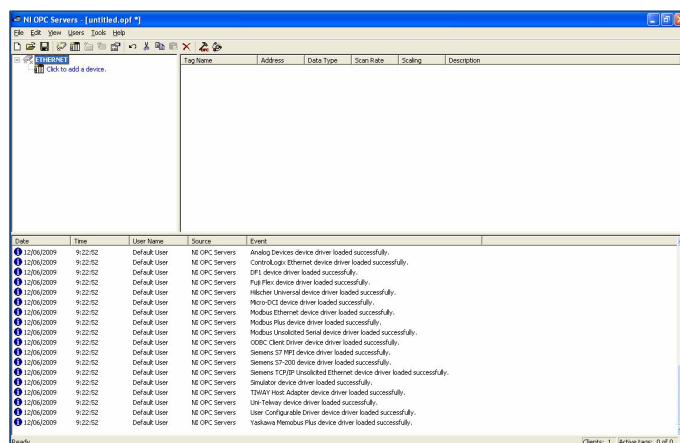 NI OPC Servers - [untitled.opf *]
File Edit View Users Tools Help
ETHERNET
Click to add a device.
Tag Name Address Data Type Scan Rate Scaling Description
Date Time User Name Source Event
12/06/2009 9:22:52 Default User NI OPC Servers Analog Devices device driver loaded successfully.
12/06/2009 9:22:52 Default User NI OPC Servers ControlLogix Ethernet device driver loaded successfully.
12/06/2009 9:22:52 Default User NI OPC Servers DF1 device driver loaded successfully.
12/06/2009 9:22:52 Default User NI OPC Servers Fuji Flex device driver loaded successfully.
12/06/2009 9:22:52 Default User NI OPC Servers Hilscher Universal device driver loaded successfully.
12/06/2009 9:22:52 Default User NI OPC Servers Micro-DCI device driver loaded successfully.
12/06/2009 9:22:52 Default User NI OPC Servers Modbus Ethernet device driver loaded successfully.
12/06/2009 9:22:52 Default User NI OPC Servers Modbus Plus device driver loaded successfully.
12/06/2009 9:22:52 Default User NI OPC Servers Modbus Unsolicited Serial device driver loaded successfully.
12/06/2009 9:22:52 Default User NI OPC Servers ODBC Client Driver device driver loaded successfully.
12/06/2009 9:22:52 Default User NI OPC Servers Siemens S7 MPI device driver loaded successfully.
12/06/2009 9:22:52 Default User NI OPC Servers Siemens S7-200 device driver loaded successfully.
12/06/2009 9:22:52 Default User NI OPC Servers Siemens TCP/IP Unsolicited Ethernet device driver loaded successfully.
12/06/2009 9:22:52 Default User NI OPC Servers Simulator device driver loaded successfully.
12/06/2009 9:22:52 Default User NI OPC Servers TIWAY Host Adapter device driver loaded successfully.
12/06/2009 9:22:52 Default User NI OPC Servers Uni-Telway device driver loaded successfully.
12/06/2009 9:22:52 Default User NI OPC Servers User Configurable Driver device driver loaded successfully.
12/06/2009 9:22:52 Default User NI OPC Servers Yaskawa Memobus Plus device driver loaded successfully.
Ready Clients: 1 Active tags: 0 of 0